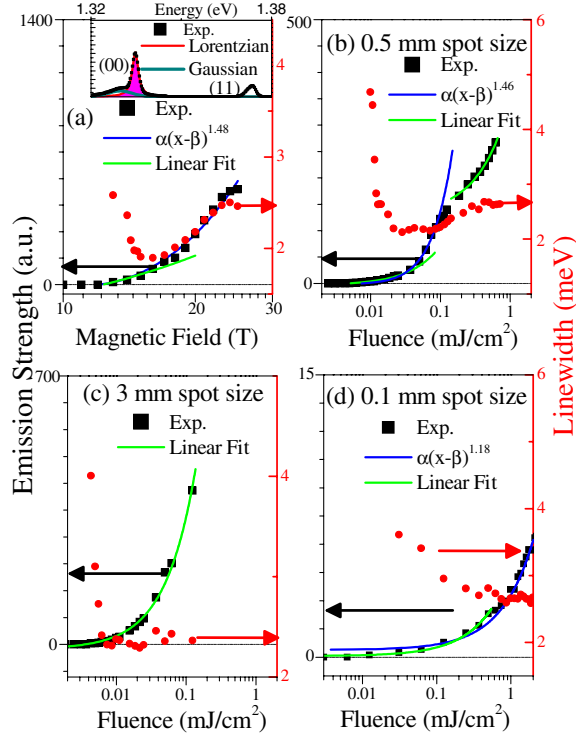 1.32 Energy (eV) 1.38
Exp.
Lorentzian
Gaussian
(00)
(11)
(a)
Exp.
α(x-β)^1.48
Linear Fit
1400
0
10 20 30
3
2
Magnetic Field (T)
(b) 0.5 mm spot size
Exp.
α(x-β)^1.46
Linear Fit
500
0
0.01 0.1 1
6
4
2
Fluence (mJ/cm²)
Emission Strength (a.u.)
Linewidth (meV)
(c) 3 mm spot size
Exp.
Linear Fit
700
0
0.01 0.1 1
4
2
Fluence (mJ/cm²)
(d) 0.1 mm spot size
Exp.
α(x-β)^1.18
Linear Fit
15
0
0.01 0.1 1
6
4
2
Fluence (mJ/cm²)